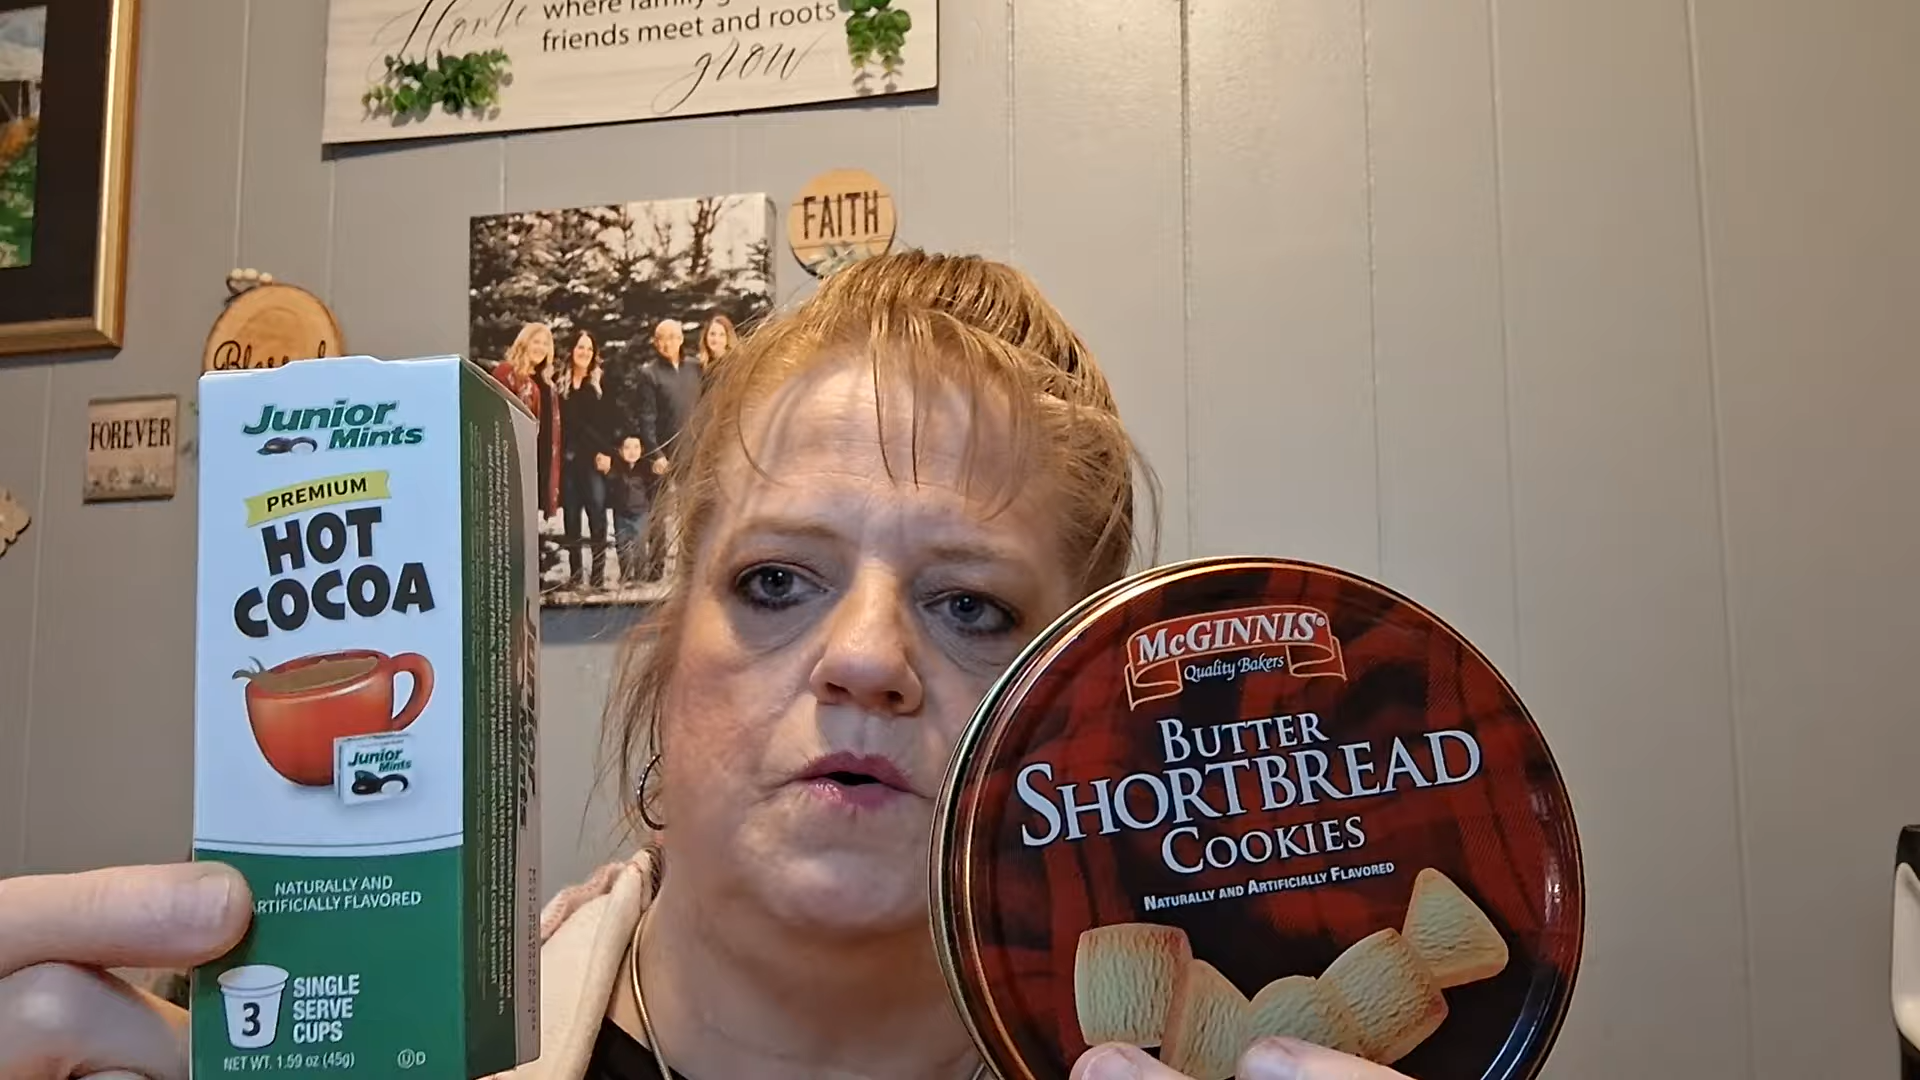 Home
where family
friends meet and roots
grow
FAITH
Blessed
FOREVER
Junior
Mints
PREMIUM
HOT
COCOA
Junior
Mints
NATURALLY AND
ARTIFICIALLY FLAVORED
3
SINGLE
SERVE
CUPS
NET WT. 1.59 oz (45g)
U D
McGINNIS®
Quality Bakers
BUTTER
SHORTBREAD
COOKIES
NATURALLY AND ARTIFICIALLY FLAVORED